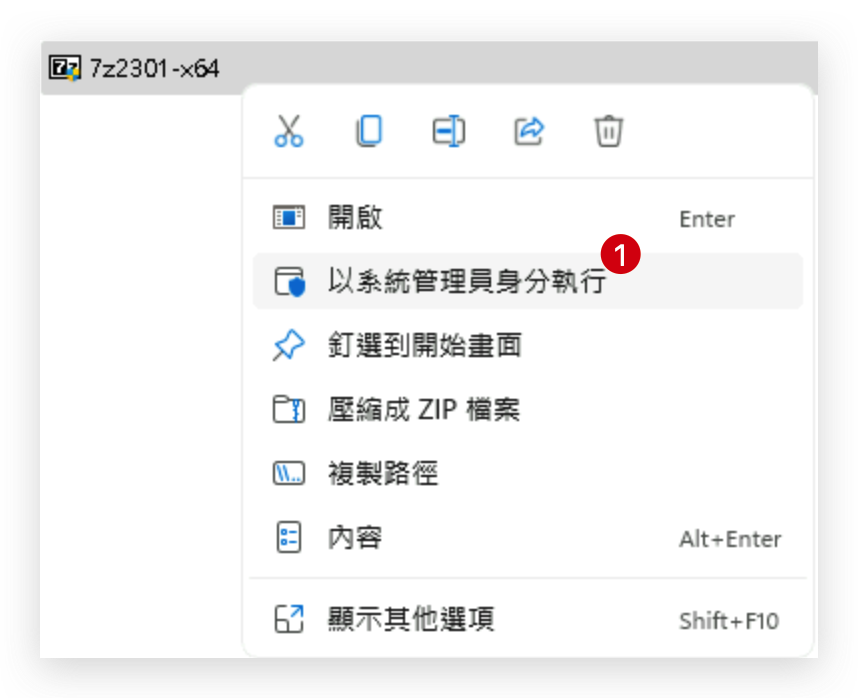 7z2301-x64
開啟 Enter
以系統管理員身分執行 1
釘選到開始畫面
壓縮成 ZIP 檔案
複製路徑
內容 Alt+Enter
顯示其他選項 Shift+F10